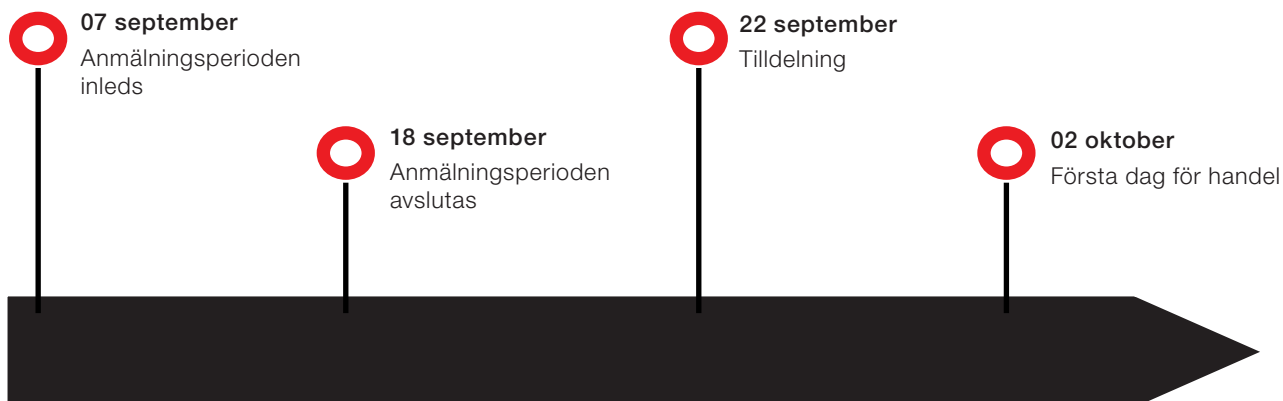 07 september
Anmälningsperioden
inleds
18 september
Anmälningsperioden
avslutas
22 september
Tilldelning
02 oktober
Första dag för handel